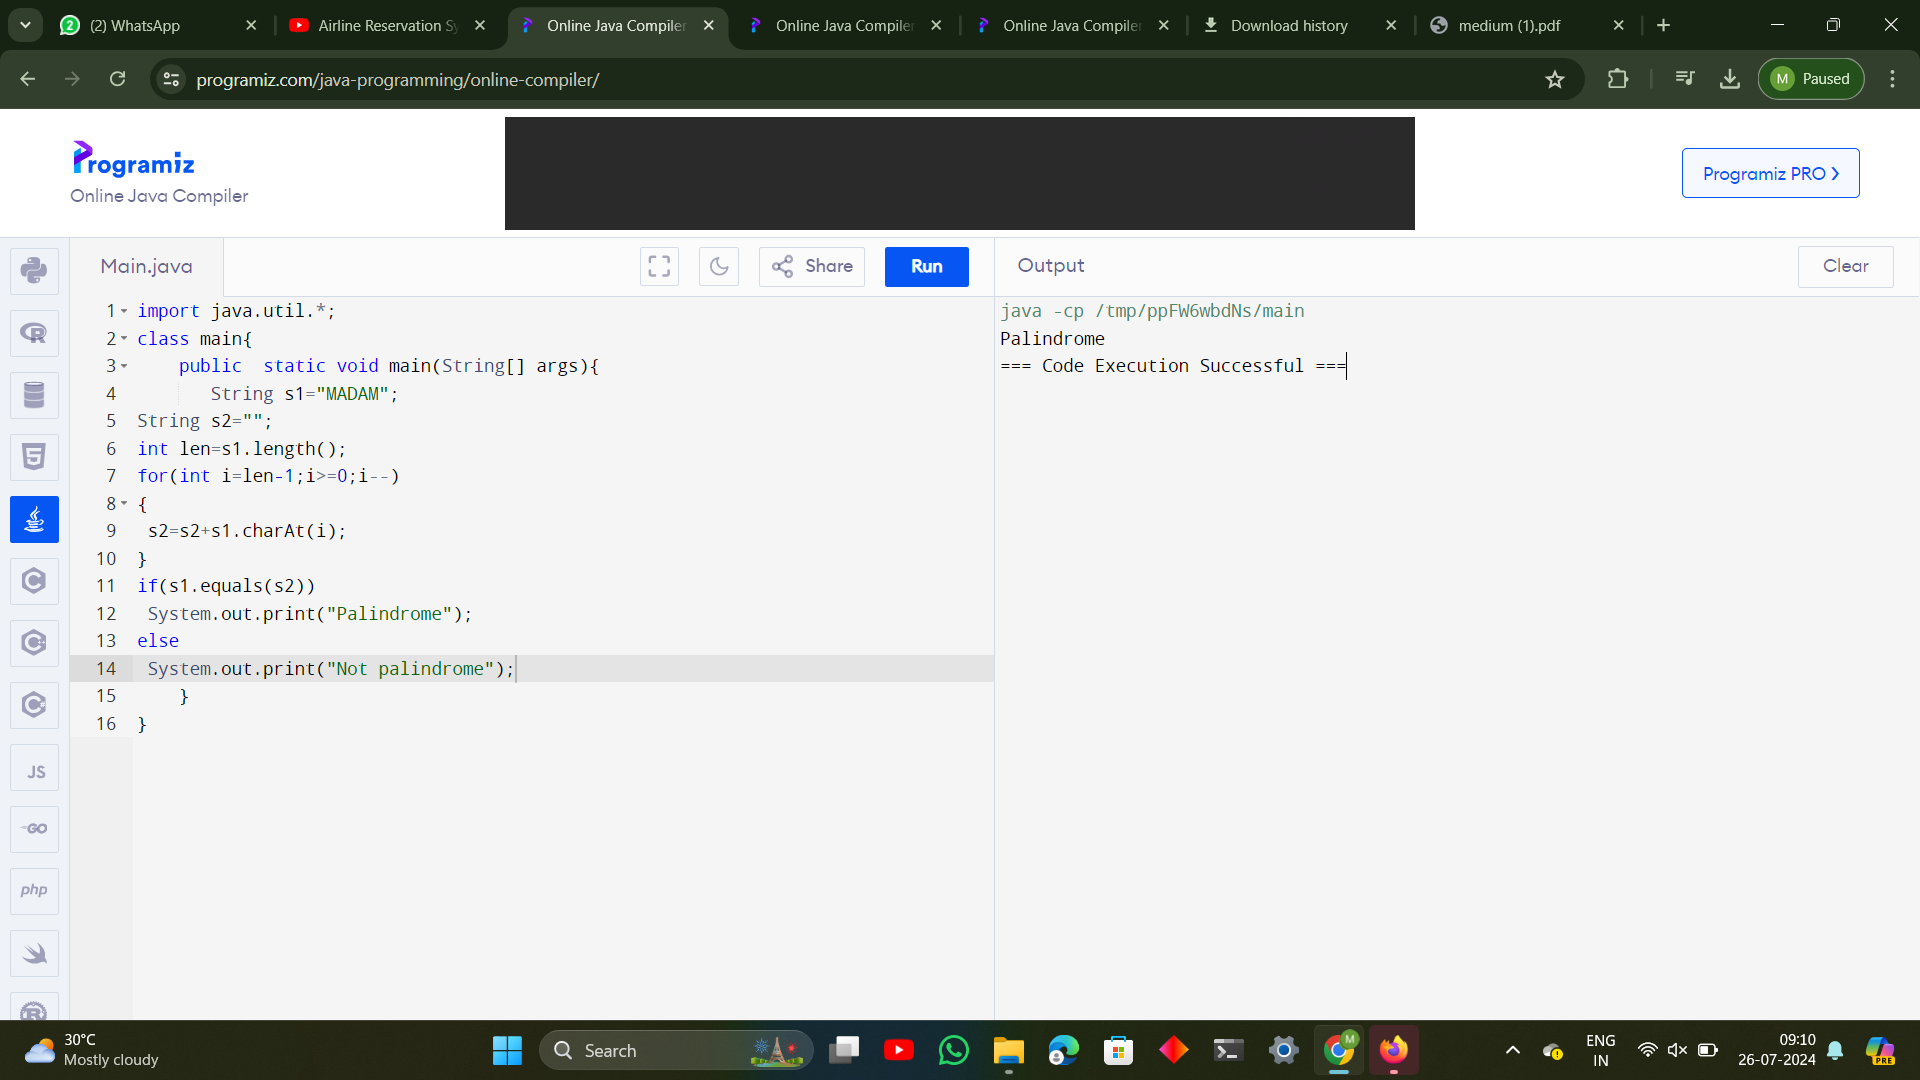 (2) WhatsApp
Airline Reservation Sy
Online Java Compiler
Online Java Compiler
Online Java Compiler
Download history
medium (1).pdf
programiz.com/java-programming/online-compiler/
M Paused
Programiz
Online Java Compiler
Programiz PRO
Main.java
Share
Run
Output
Clear
1 import java.util.*;
2 class main{
3     public  static void main(String[] args){
4        String s1="MADAM";
5 String s2="";
6 int len=s1.length();
7 for(int i=len-1;i>=0;i--)
8 {
9  s2=s2+s1.charAt(i);
10 }
11 if(s1.equals(s2))
12  System.out.print("Palindrome");
13 else
14  System.out.print("Not palindrome");
15     }
16 }
java -cp /tmp/ppFW6wbdNs/main
Palindrome
=== Code Execution Successful ===
JS
GO
php
30°C
Mostly cloudy
Search
M
ENG
IN
09:10
26-07-2024
PRE